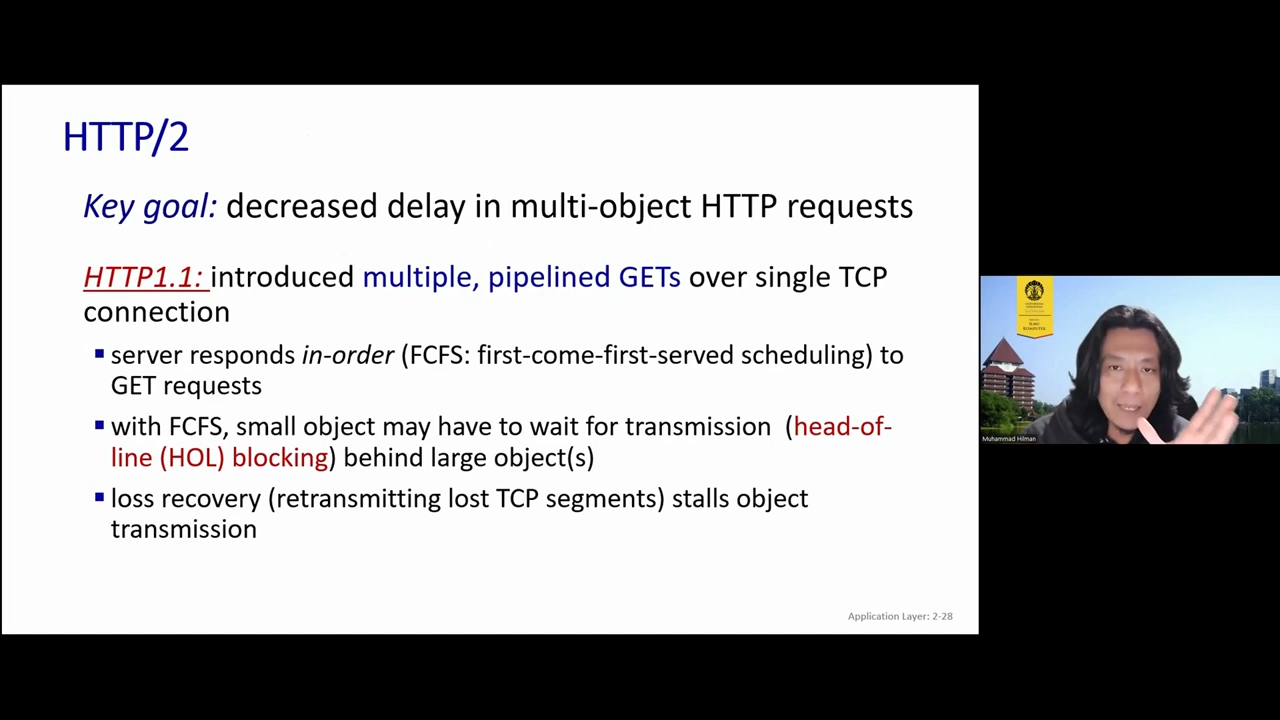 HTTP/2
Key goal: decreased delay in multi-object HTTP requests
HTTP1.1: introduced multiple, pipelined GETs over single TCP
connection
▪ server responds in-order (FCFS: first-come-first-served scheduling) to
GET requests
▪ with FCFS, small object may have to wait for transmission (head-of-
line (HOL) blocking) behind large object(s)
▪ loss recovery (retransmitting lost TCP segments) stalls object
transmission
Application Layer: 2-28
ILMU
KOMPUTER
Muhammad Hilman